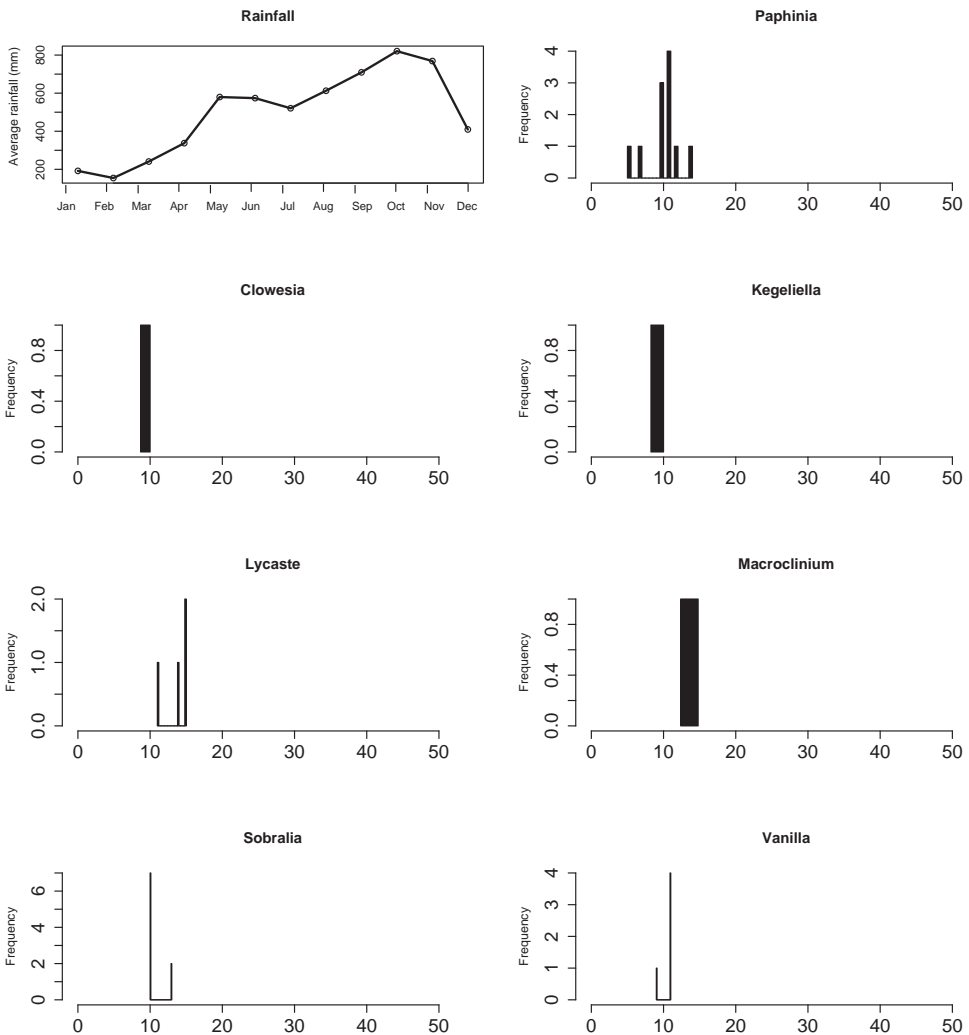 Rainfall
Average rainfall (mm)
200 400 600 800
Jan Feb Mar Apr May Jun Jul Aug Sep Oct Nov Dec
Paphinia
Frequency
0 1 2 3 4
0 10 20 30 40 50
Clowesia
Frequency
0.0 0.4 0.8
0 10 20 30 40 50
Kegeliella
Frequency
0.0 0.4 0.8
0 10 20 30 40 50
Lycaste
Frequency
0.0 1.0 2.0
0 10 20 30 40 50
Macroclinium
Frequency
0.0 0.4 0.8
0 10 20 30 40 50
Sobralia
Frequency
0 2 4 6
0 10 20 30 40 50
Vanilla
Frequency
0 1 2 3 4
0 10 20 30 40 50